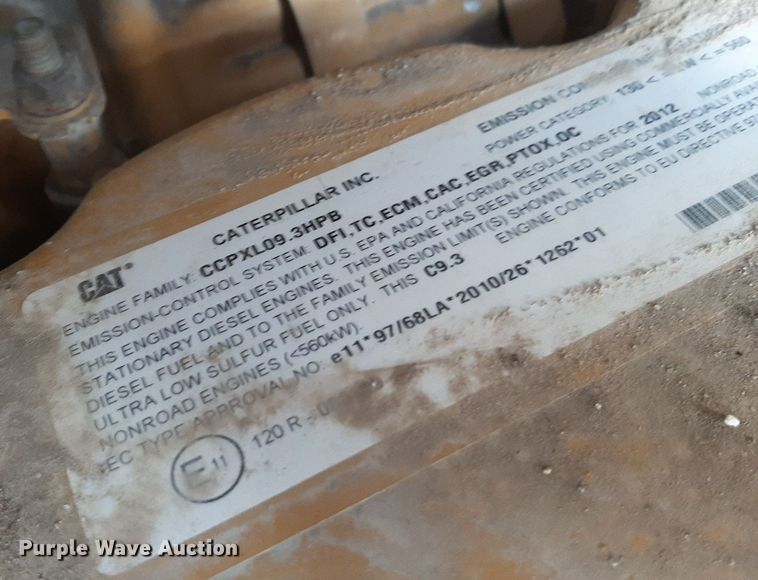 CAT
CATERPILLAR INC.
EMISSION
ENGINE FAMILY: CCPXL09.3HPB
POWER CATEGORY: 130 < <=560
EMISSION-CONTROL SYSTEM: DFI,TC,ECM,CAC,EGR,PTOX,OC
NONROAD
THIS ENGINE COMPLIES WITH U.S. EPA AND CALIFORNIA REGULATIONS FOR 2012
STATIONARY DIESEL ENGINES. THIS ENGINE HAS BEEN CERTIFIED USING COMMERCIALLY
DIESEL FUEL AND TO THE FAMILY EMISSION LIMIT(S) SHOWN. THIS ENGINE MUST BE
ULTRA LOW SULFUR FUEL ONLY. THIS C9.3 ENGINE CONFORMS TO EU DIRECTIVE
NONROAD ENGINES (<560kW).
EC TYPE APPROVAL NO: e11*97/68LA*2010/26*1262*01
E11
120 R -
Purple Wave Auction